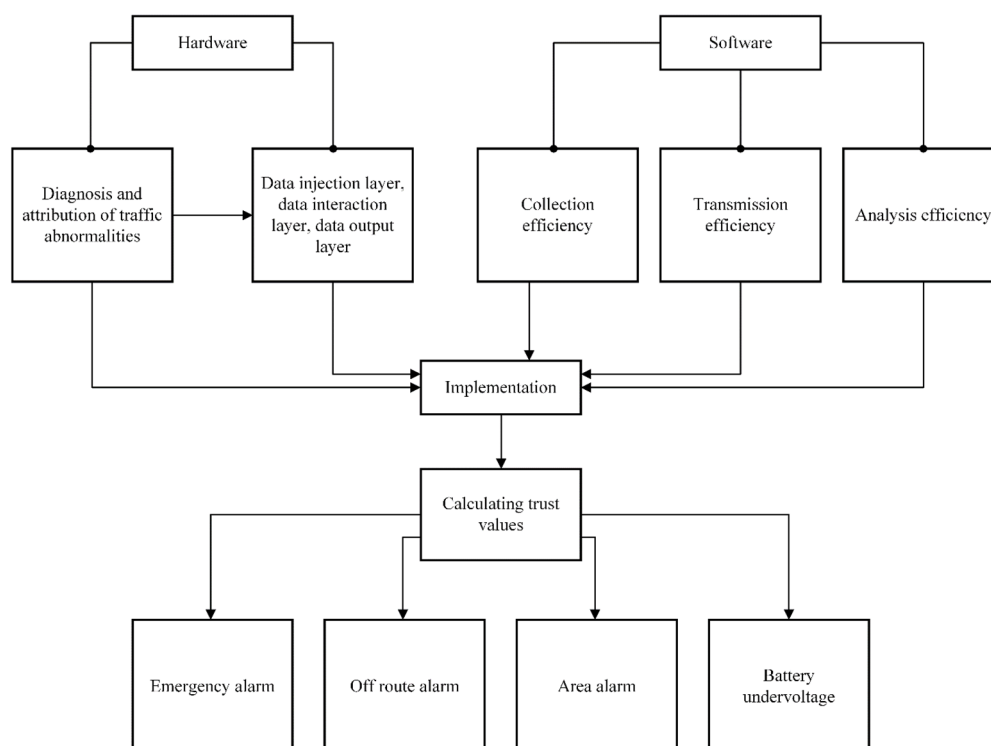 Hardware
Software
Diagnosis and
attribution of traffic
abnormalities
Data injection layer,
data interaction
layer, data output
layer
Collection
efficiency
Transmission
efficiency
Analysis efficiency
Implementation
Calculating trust
values
Emergency alarm
Off route alarm
Area alarm
Battery
undervoltage